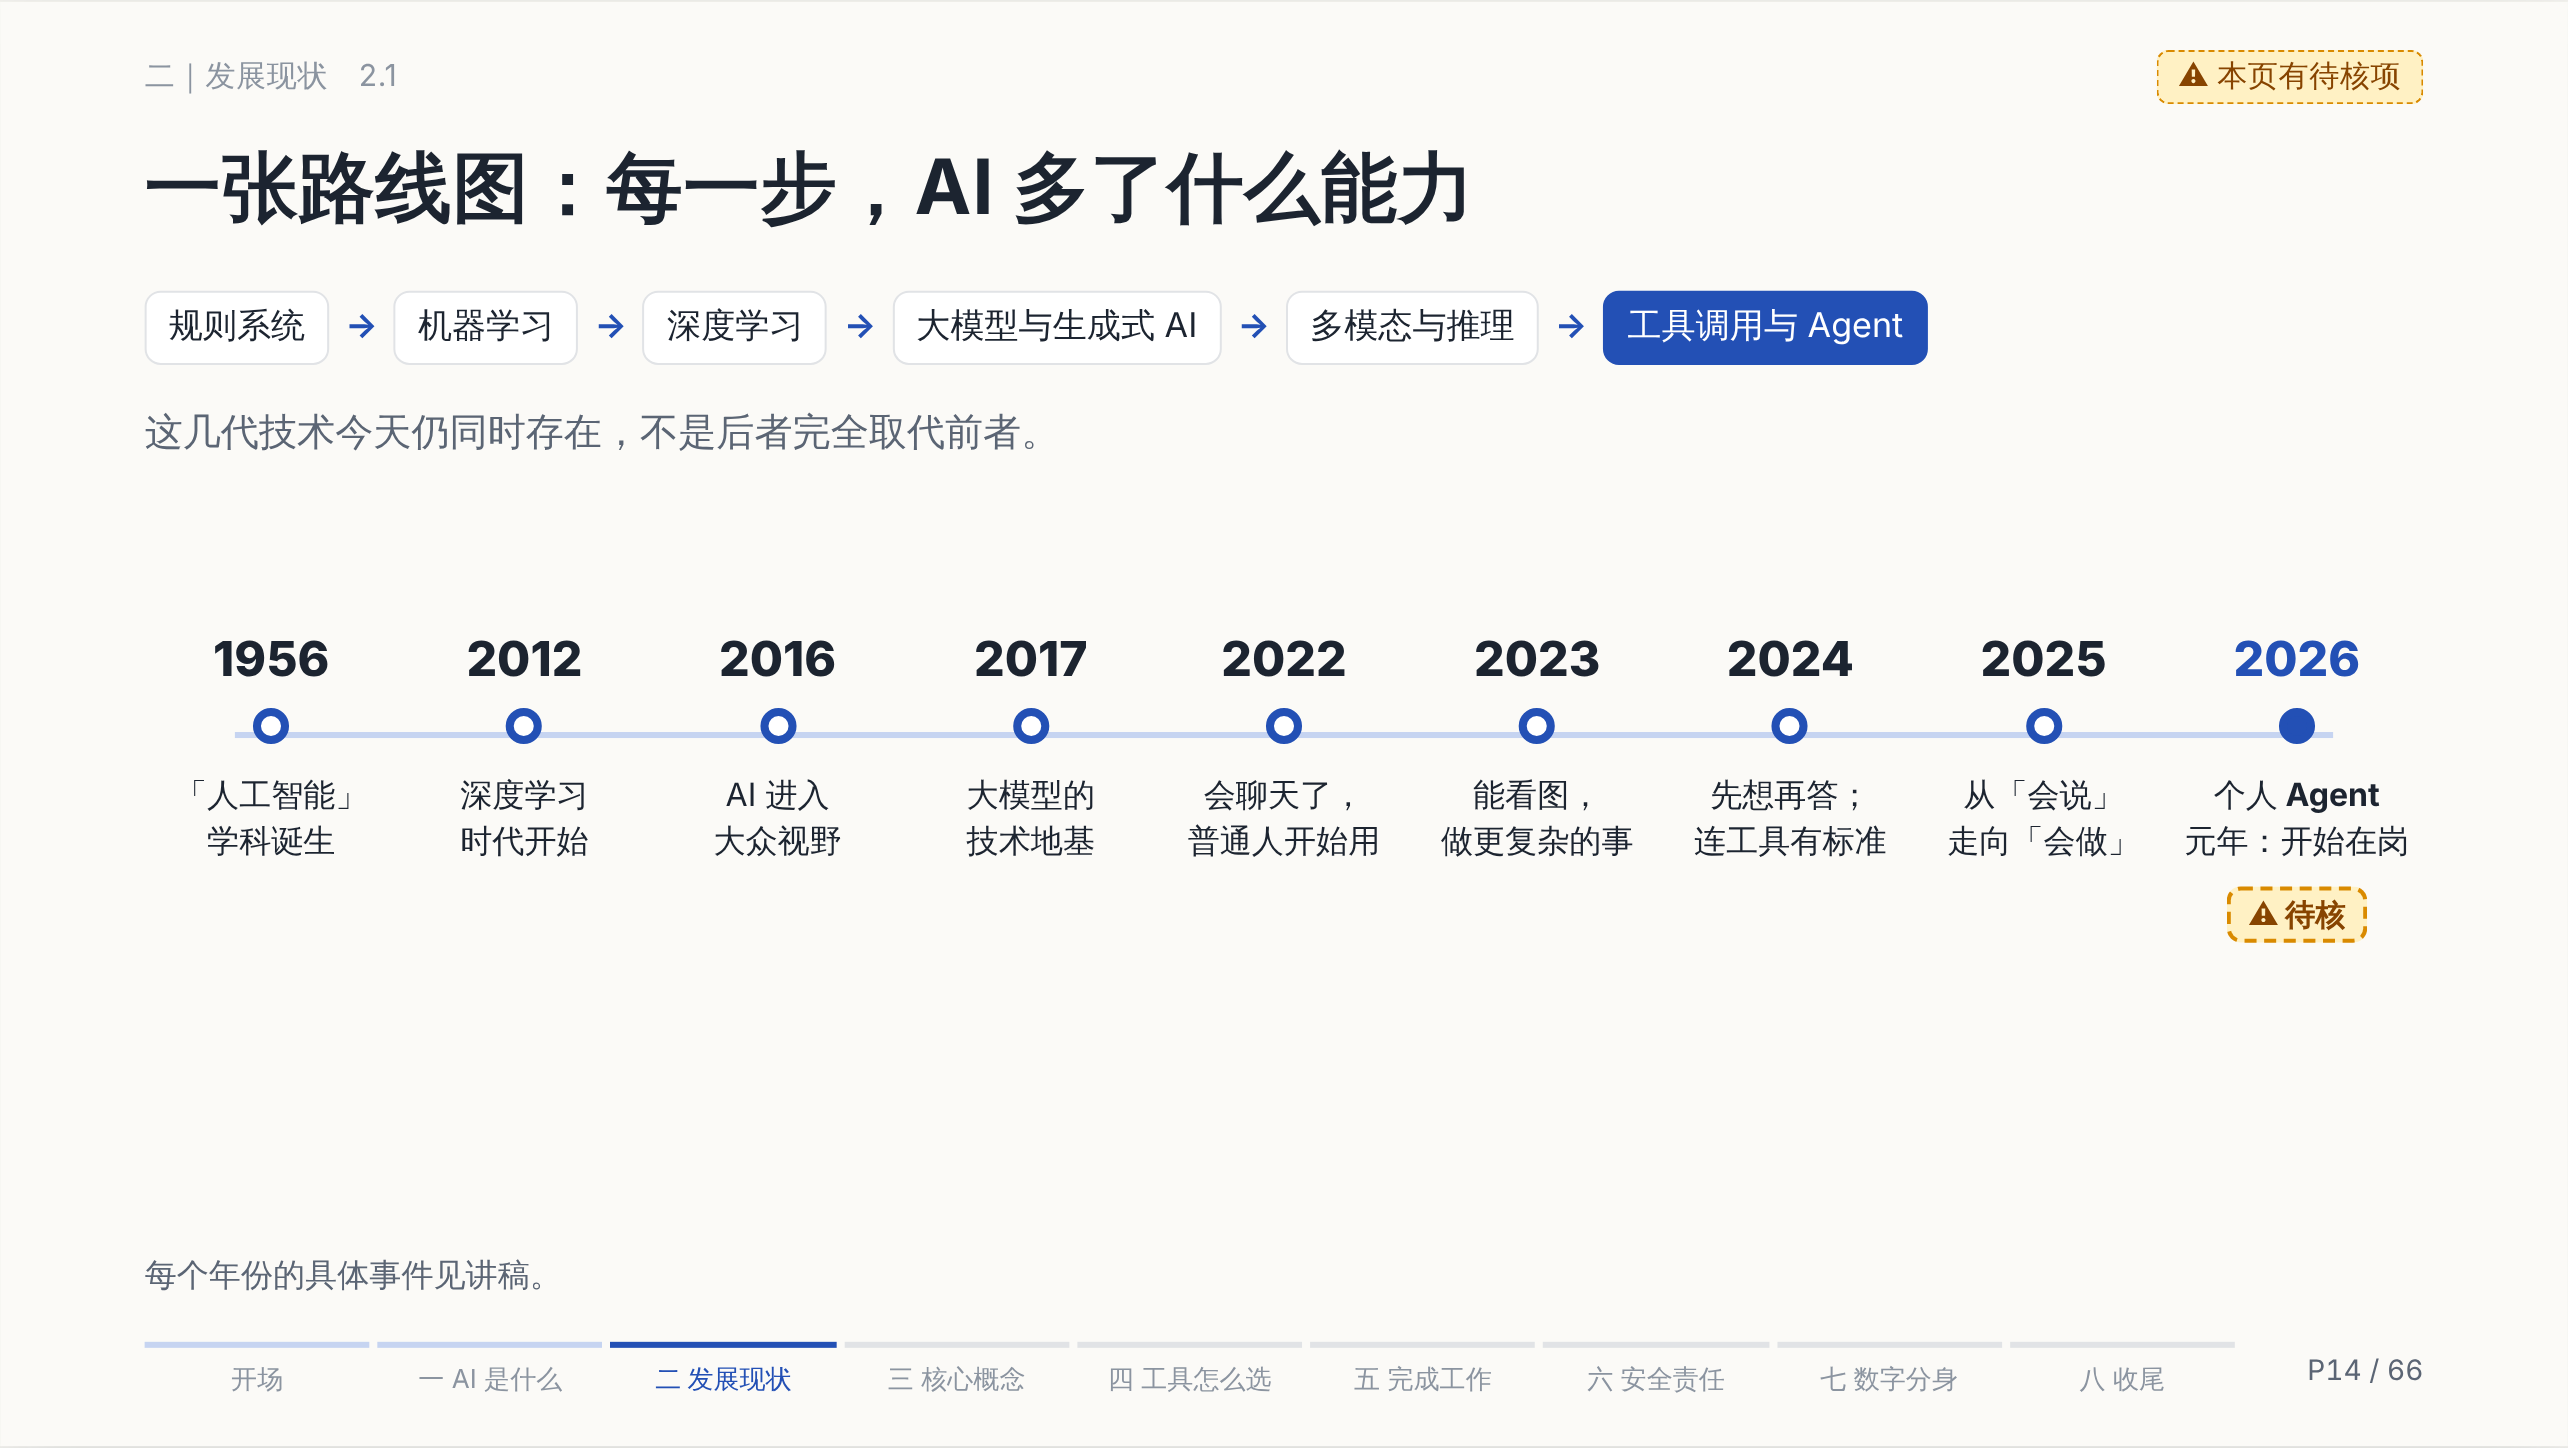 二｜发展现状 2.1
⚠ 本页有待核项
一张路线图：每一步，AI 多了什么能力
规则系统 → 机器学习 → 深度学习 → 大模型与生成式 AI → 多模态与推理 → 工具调用与 Agent
这几代技术今天仍同时存在，不是后者完全取代前者。
1956
「人工智能」
学科诞生
2012
深度学习
时代开始
2016
AI 进入
大众视野
2017
大模型的
技术地基
2022
会聊天了，
普通人开始用
2023
能看图，
做更复杂的事
2024
先想再答；
连工具有标准
2025
从「会说」
走向「会做」
2026
个人 Agent
元年：开始在岗
⚠ 待核
每个年份的具体事件见讲稿。
开场
一 AI 是什么
二 发展现状
三 核心概念
四 工具怎么选
五 完成工作
六 安全责任
七 数字分身
八 收尾
P14 / 66